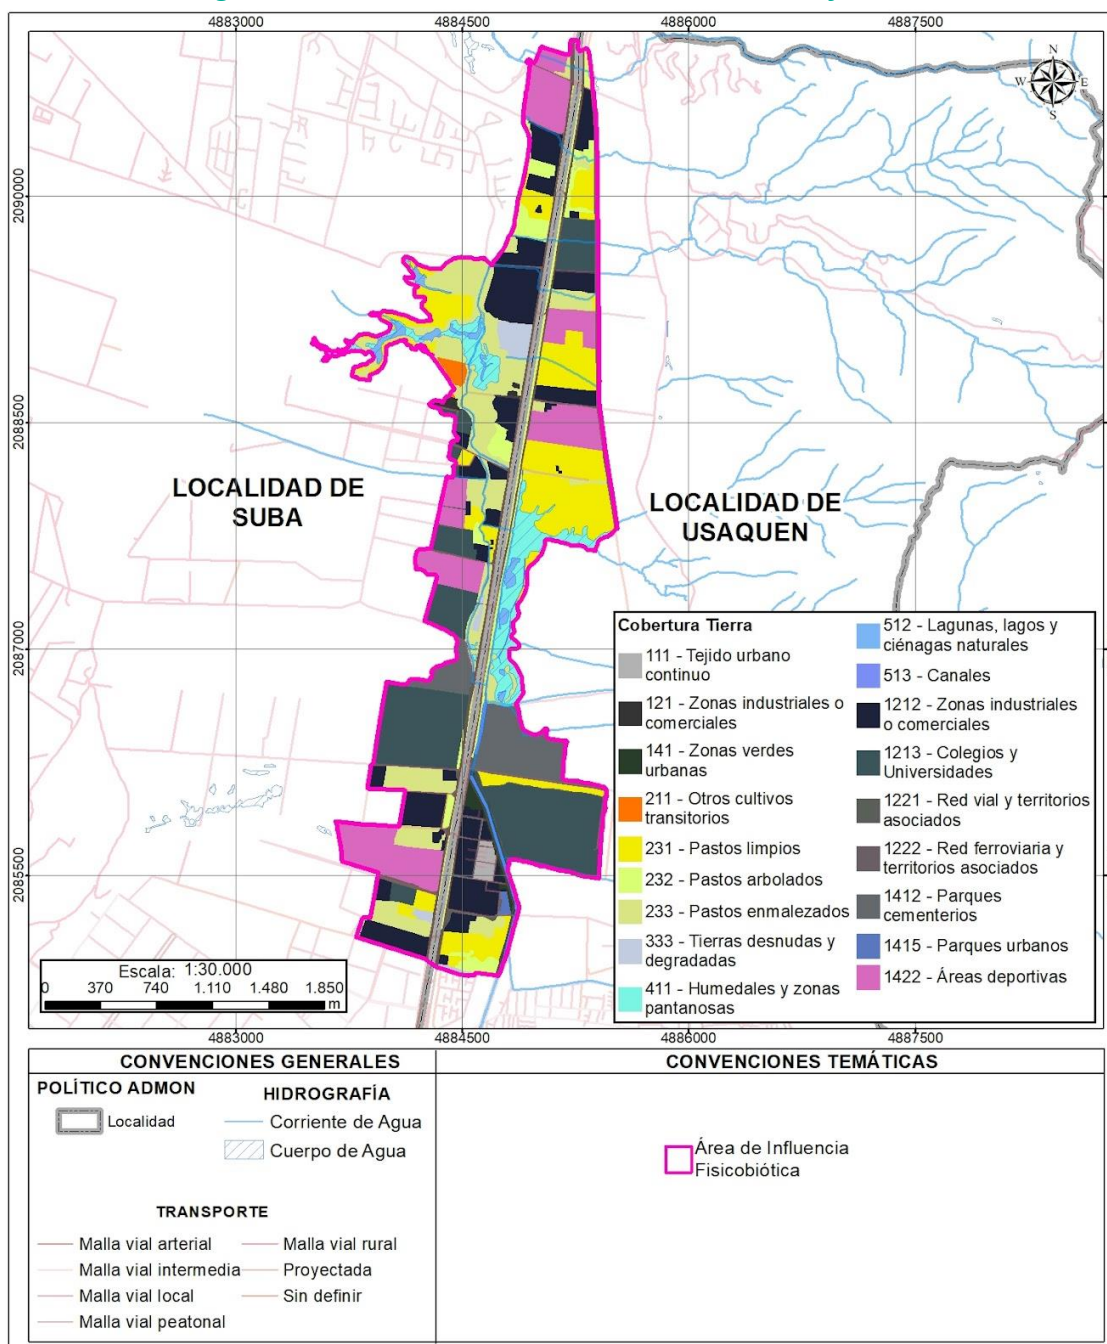 4883000 4884500 4886000 4887500
N
W E
S
2090000
2088500
2087000
2085500
LOCALIDAD DE
SUBA
LOCALIDAD DE
USAQUEN
Cobertura Tierra
111 - Tejido urbano
continuo
121 - Zonas industriales o
comerciales
141 - Zonas verdes
urbanas
211 - Otros cultivos
transitorios
231 - Pastos limpios
232 - Pastos arbolados
233 - Pastos enmalezados
333 - Tierras desnudas y
degradadas
411 - Humedales y zonas
pantanosas
512 - Lagunas, lagos y
ciénagas naturales
513 - Canales
1212 - Zonas industriales
o comerciales
1213 - Colegios y
Universidades
1221 - Red vial y territorios
asociados
1222 - Red ferroviaria y
territorios asociados
1412 - Parques
cementerios
1415 - Parques urbanos
1422 - Áreas deportivas
Escala: 1:30.000
0 370 740 1.110 1.480 1.850
m
4883000 4884500 4886000 4887500
CONVENCIONES GENERALES
POLÍTICO ADMON
Localidad
HIDROGRAFÍA
Corriente de Agua
Cuerpo de Agua
TRANSPORTE
Malla vial arterial
Malla vial intermedia
Malla vial local
Malla vial peatonal
Malla vial rural
Proyectada
Sin definir
CONVENCIONES TEMÁTICAS
Área de Influencia
Fisicobiótica